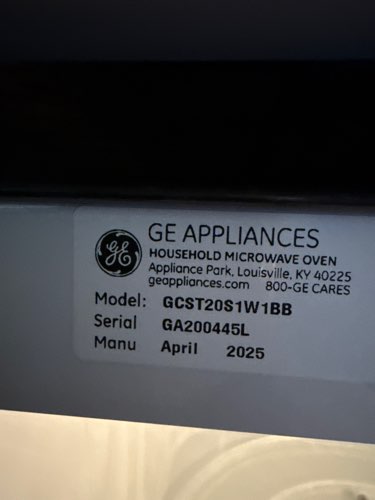 GE GE APPLIANCES
HOUSEHOLD MICROWAVE OVEN
Appliance Park, Louisville, KY 40225
geappliances.com 800-GE CARES
Model: GCST20S1W1BB
Serial GA200445L
Manu April 2025